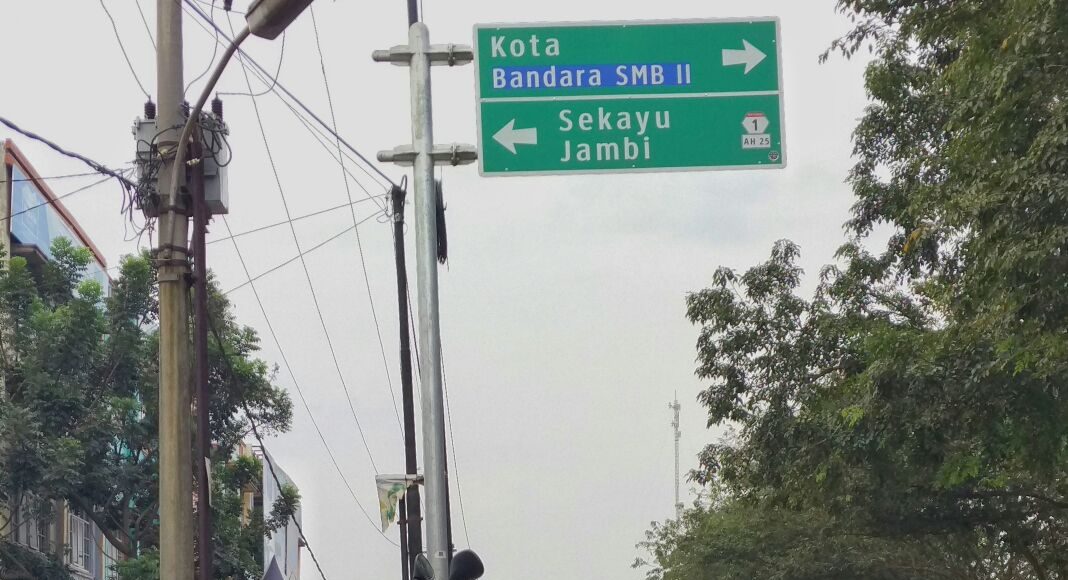 Kota
Bandara SMB II
Sekayu
Jambi
1
AH 25